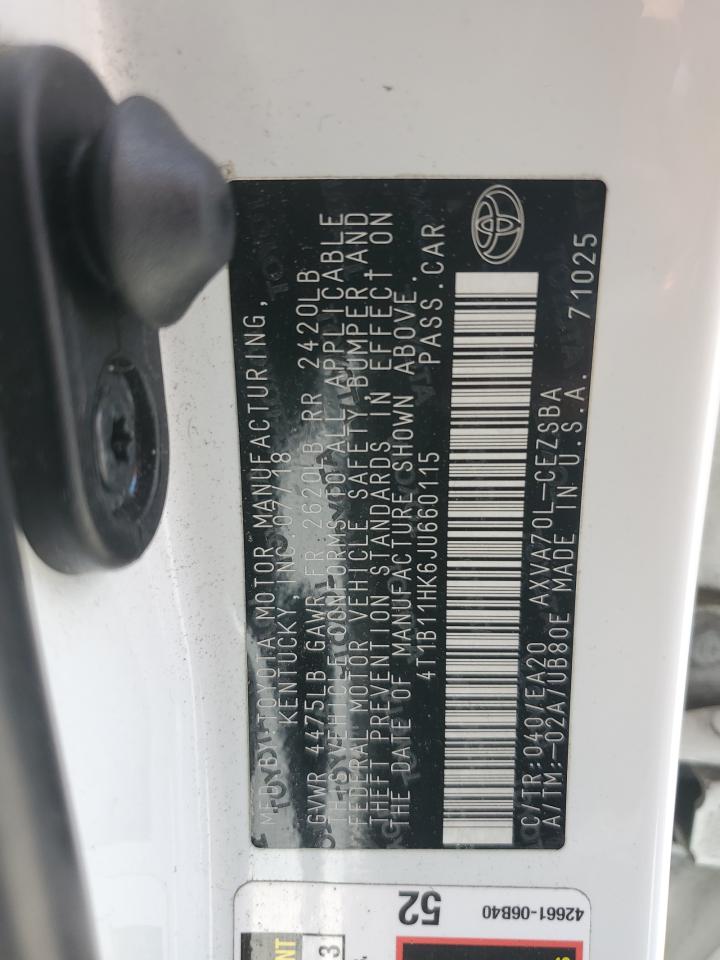 MFD BY: TOYOTA MOTOR MANUFACTURING,
KENTUCKY, INC. 07/18
GVWR 4475LB GAWR FR 2620LB RR 2420LB
THIS VEHICLE CONFORMS TO ALL APPLICABLE
FEDERAL MOTOR VEHICLE SAFETY, BUMPER AND
THEFT PREVENTION STANDARDS IN EFFECT ON
THE DATE OF MANUFACTURE SHOWN ABOVE.
4T1B11HK6JU660115 PASS.CAR
C/TR:040/EA20 AXVA70L-CEZSBA
A/TM:-02A/UB80E MADE IN U.S.A. 71025
52
42661-06B40
3